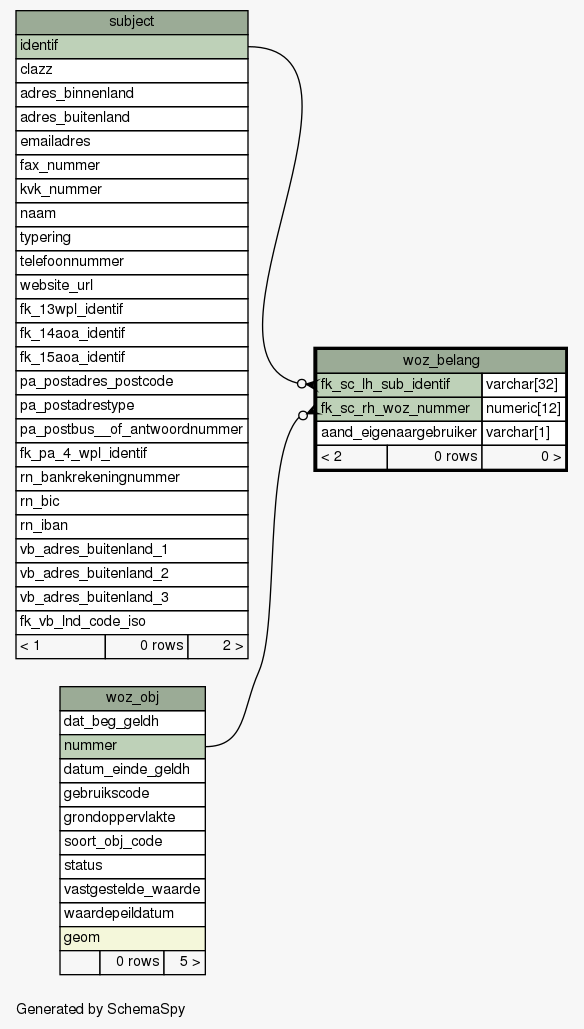 subject
identif
clazz
adres_binnenland
adres_buitenland
emailadres
fax_nummer
kvk_nummer
naam
typering
telefoonnummer
website_url
fk_13wpl_identif
fk_14aoa_identif
fk_15aoa_identif
pa_postadres_postcode
pa_postadrestype
pa_postbus__of_antwoordnummer
fk_pa_4_wpl_identif
rn_bankrekeningnummer
rn_bic
rn_iban
vb_adres_buitenland_1
vb_adres_buitenland_2
vb_adres_buitenland_3
fk_vb_lnd_code_iso
< 1 0 rows 2 >
woz_belang
fk_sc_lh_sub_identif varchar[32]
fk_sc_rh_woz_nummer numeric[12]
aand_eigenaargebruiker varchar[1]
< 2 0 rows 0 >
woz_obj
dat_beg_geldh
nummer
datum_einde_geldh
gebruikscode
grondoppervlakte
soort_obj_code
status
vastgestelde_waarde
waardepeildatum
geom
0 rows 5 >
Generated by SchemaSpy